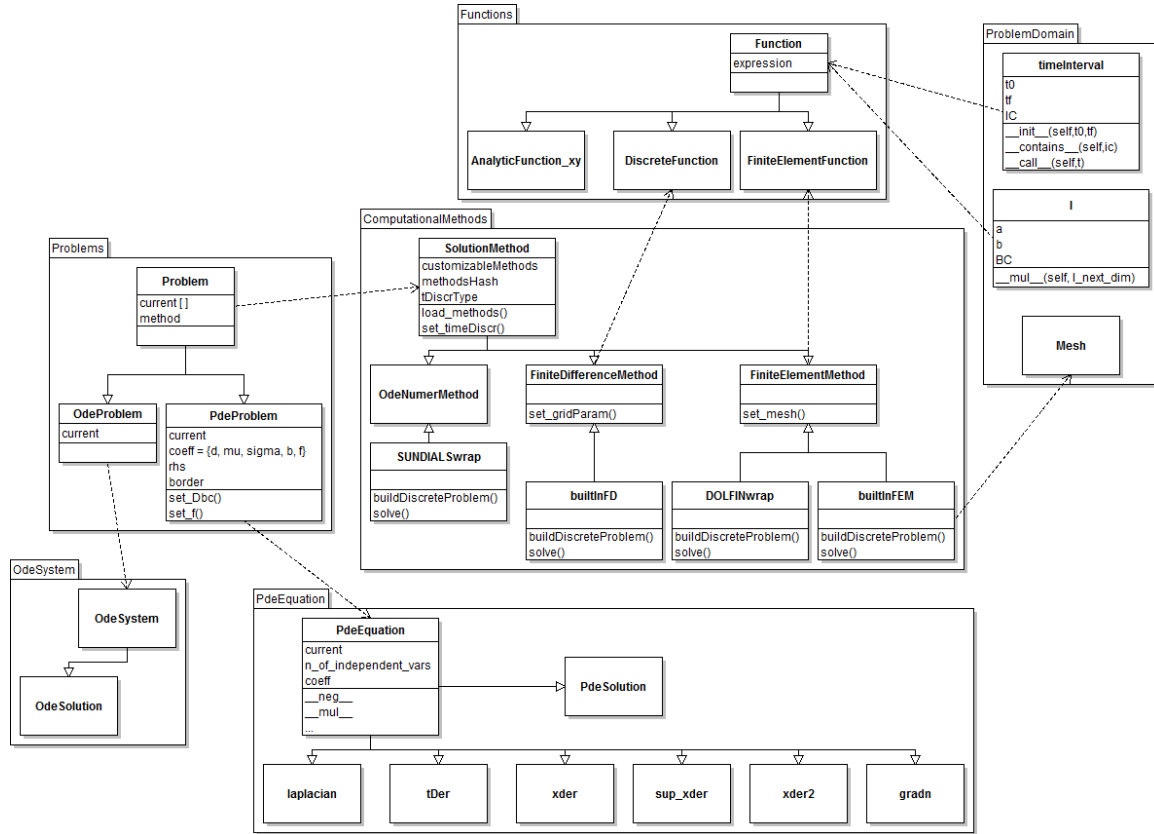 Functions
Function
expression
AnalyticFunction_xy
DiscreteFunction
FiniteElementFunction
ProblemDomain
timeInterval
t0
tf
IC
__init__(self,t0,tf)
__contains__(self,ic)
__call__(self,t)
I
a
b
BC
__mul__(self, I_next_dim)
Mesh
ComputationalMethods
SolutionMethod
customizableMethods
methodsHash
tDiscrType
load_methods()
set_timeDiscr()
OdeNumerMethod
FiniteDifferenceMethod
set_gridParam()
FiniteElementMethod
set_mesh()
SUNDIALSwrap
buildDiscreteProblem()
solve()
builtInFD
buildDiscreteProblem()
solve()
DOLFINwrap
buildDiscreteProblem()
solve()
builtInFEM
buildDiscreteProblem()
solve()
Problems
Problem
current [ ]
method
OdeProblem
current
PdeProblem
current
coeff = {d, mu, sigma, b, f}
rhs
border
set_Dbc()
set_f()
OdeSystem
OdeSystem
OdeSolution
PdeEquation
PdeEquation
current
n_of_independent_vars
coeff
__neg__
__mul__
...
PdeSolution
laplacian
tDer
xder
sup_xder
xder2
gradn